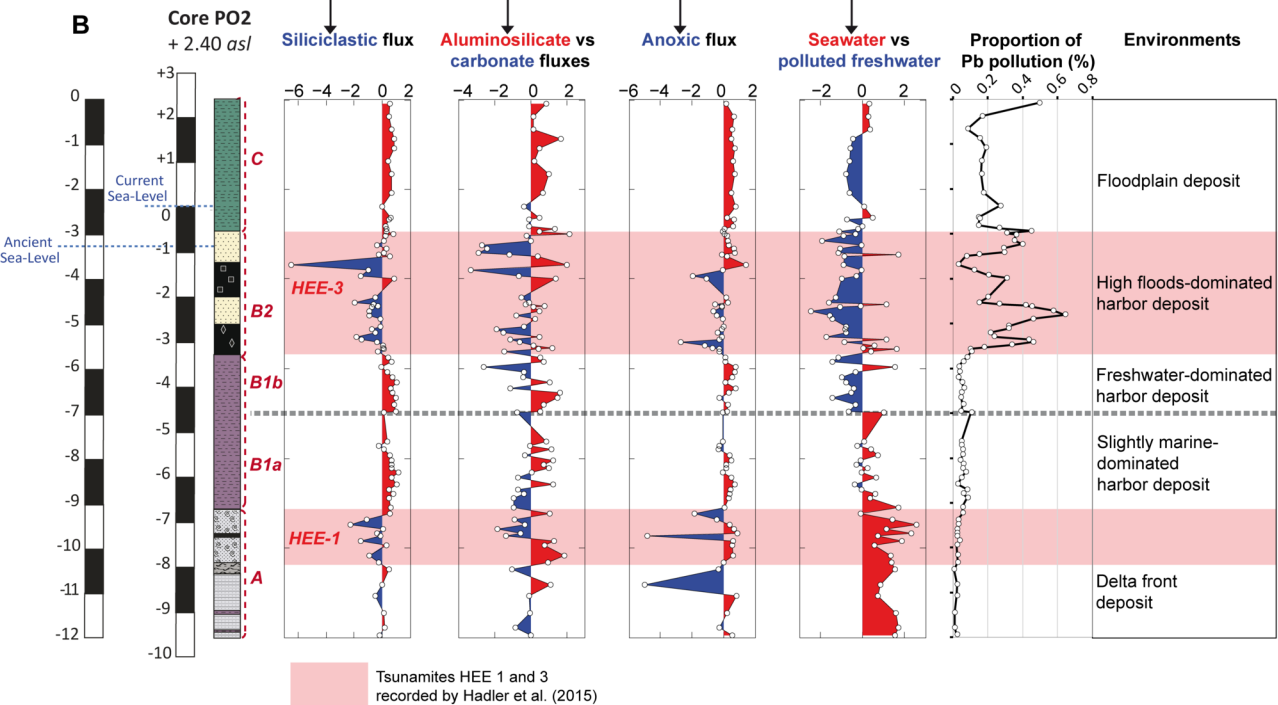 B
Core PO2
+ 2.40 asl
Siliciclastic flux
Aluminosilicate vs
carbonate fluxes
Anoxic flux
Seawater vs
polluted freshwater
Proportion of
Pb pollution (%)
Environments
0
-1
-2
-3
-4
-5
-6
-7
-8
-9
-10
-11
-12
+3
+2
+1
0
-1
-2
-3
-4
-5
-6
-7
-8
-9
-10
Current
Sea-Level
Ancient
Sea-Level
C
B2
B1b
B1a
A
−6 −4 −2 0 2
−4 −2 0 2
−6 −4 −2 0 2
−2 0 2
0 0.2 0.4 0.6 0.8
HEE-3
HEE-1
Floodplain deposit
High floods-dominated
harbor deposit
Freshwater-dominated
harbor deposit
Slightly marine-
dominated
harbor deposit
Delta front
deposit
Tsunamites HEE 1 and 3
recorded by Hadler et al. (2015)